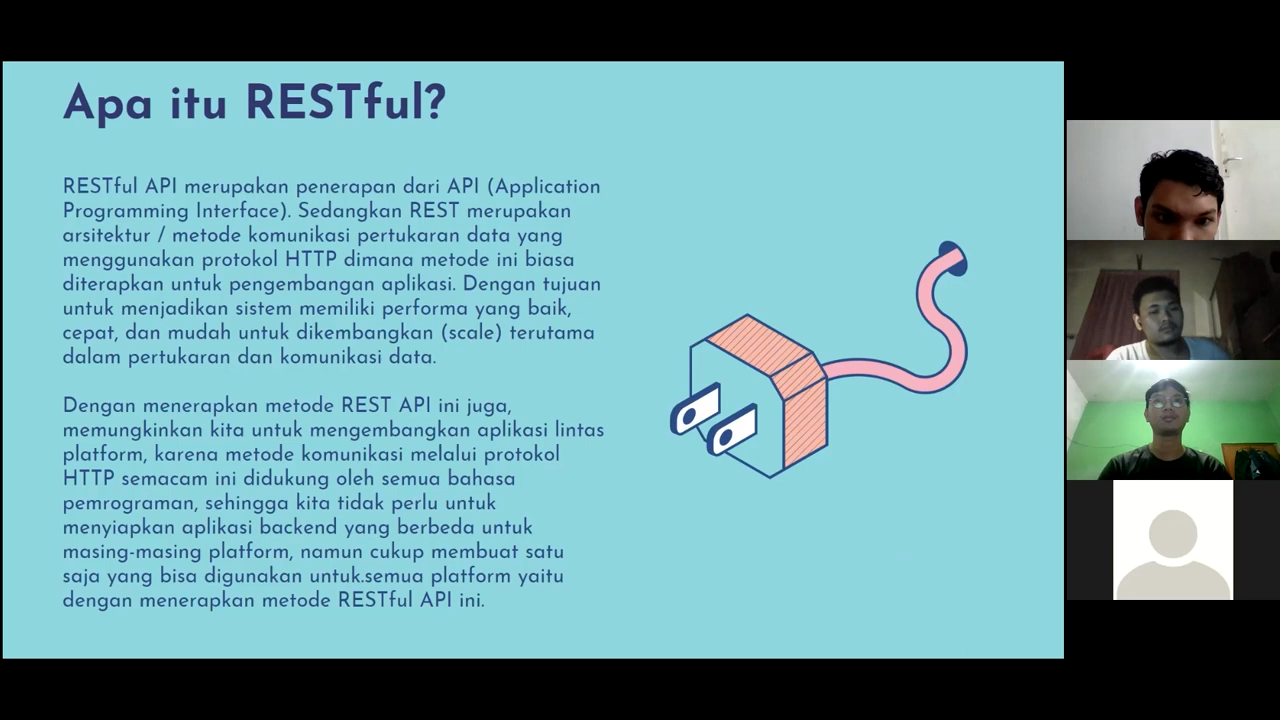 Apa itu RESTful?
RESTful API merupakan penerapan dari API (Application
Programming Interface). Sedangkan REST merupakan
arsitektur / metode komunikasi pertukaran data yang
menggunakan protokol HTTP dimana metode ini biasa
diterapkan untuk pengembangan aplikasi. Dengan tujuan
untuk menjadikan sistem memiliki performa yang baik,
cepat, dan mudah untuk dikembangkan (scale) terutama
dalam pertukaran dan komunikasi data.
Dengan menerapkan metode REST API ini juga,
memungkinkan kita untuk mengembangkan aplikasi lintas
platform, karena metode komunikasi melalui protokol
HTTP semacam ini didukung oleh semua bahasa
pemrograman, sehingga kita tidak perlu untuk
menyiapkan aplikasi backend yang berbeda untuk
masing-masing platform, namun cukup membuat satu
saja yang bisa digunakan untuk.semua platform yaitu
dengan menerapkan metode RESTful API ini.